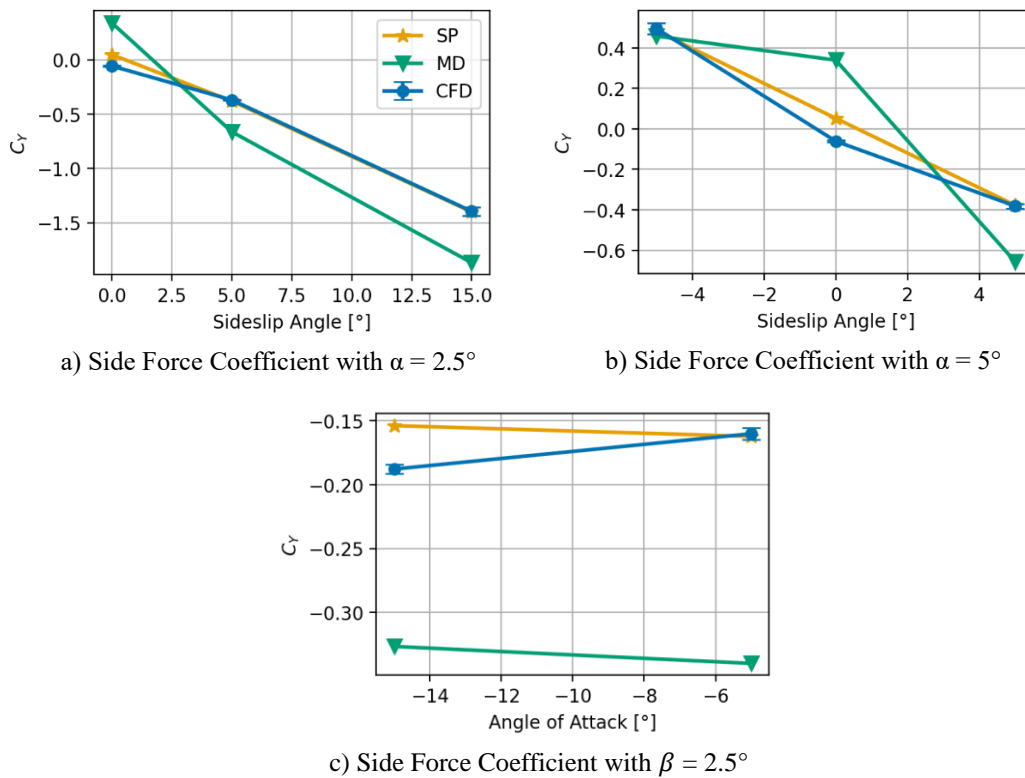 0.0
−0.5
−1.0
−1.5
C_Y
0.0 2.5 5.0 7.5 10.0 12.5 15.0
Sideslip Angle [°]
SP
MD
CFD
a) Side Force Coefficient with α = 2.5°
0.4
0.2
0.0
−0.2
−0.4
−0.6
C_Y
−4 −2 0 2 4
Sideslip Angle [°]
b) Side Force Coefficient with α = 5°
−0.15
−0.20
−0.25
−0.30
C_Y
−14 −12 −10 −8 −6
Angle of Attack [°]
c) Side Force Coefficient with β = 2.5°